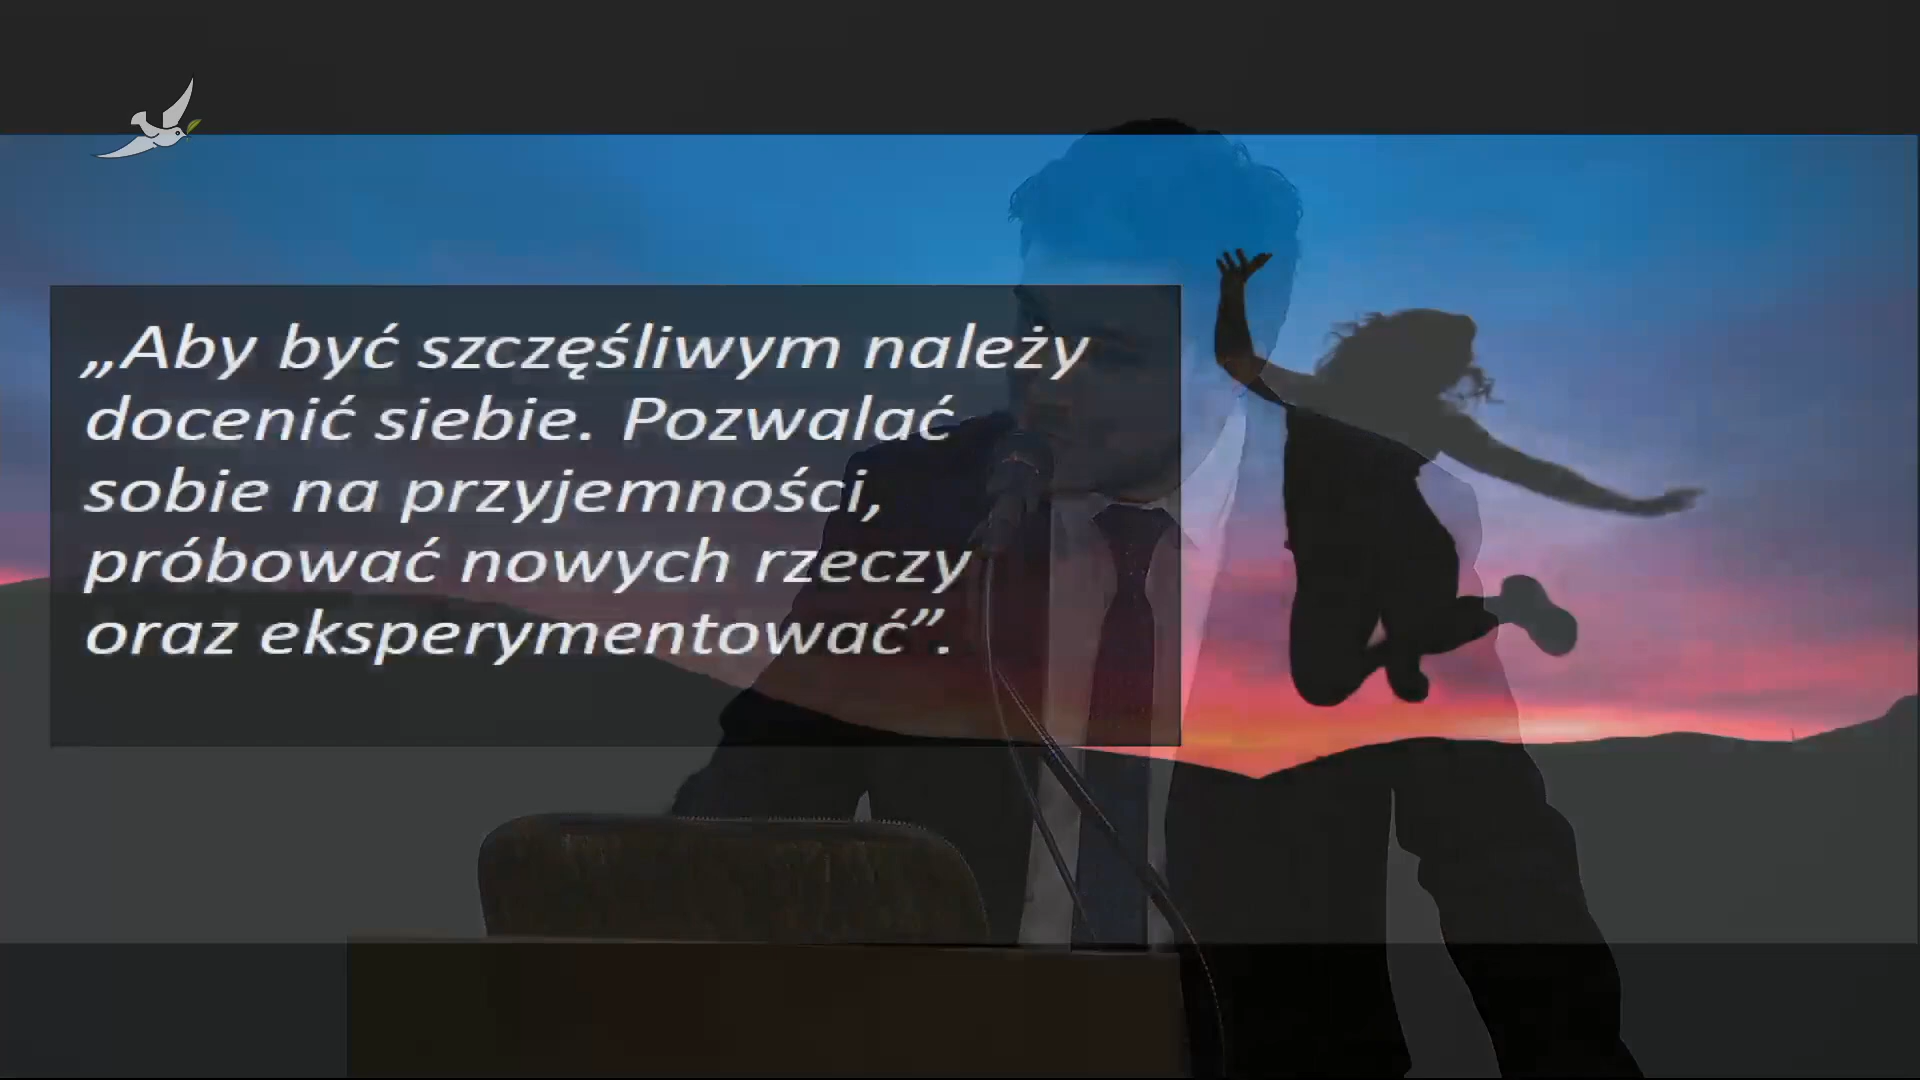 „Aby być szczęśliwym należy
docenić siebie. Pozwalać
sobie na przyjemności,
próbować nowych rzeczy
oraz eksperymentować”.